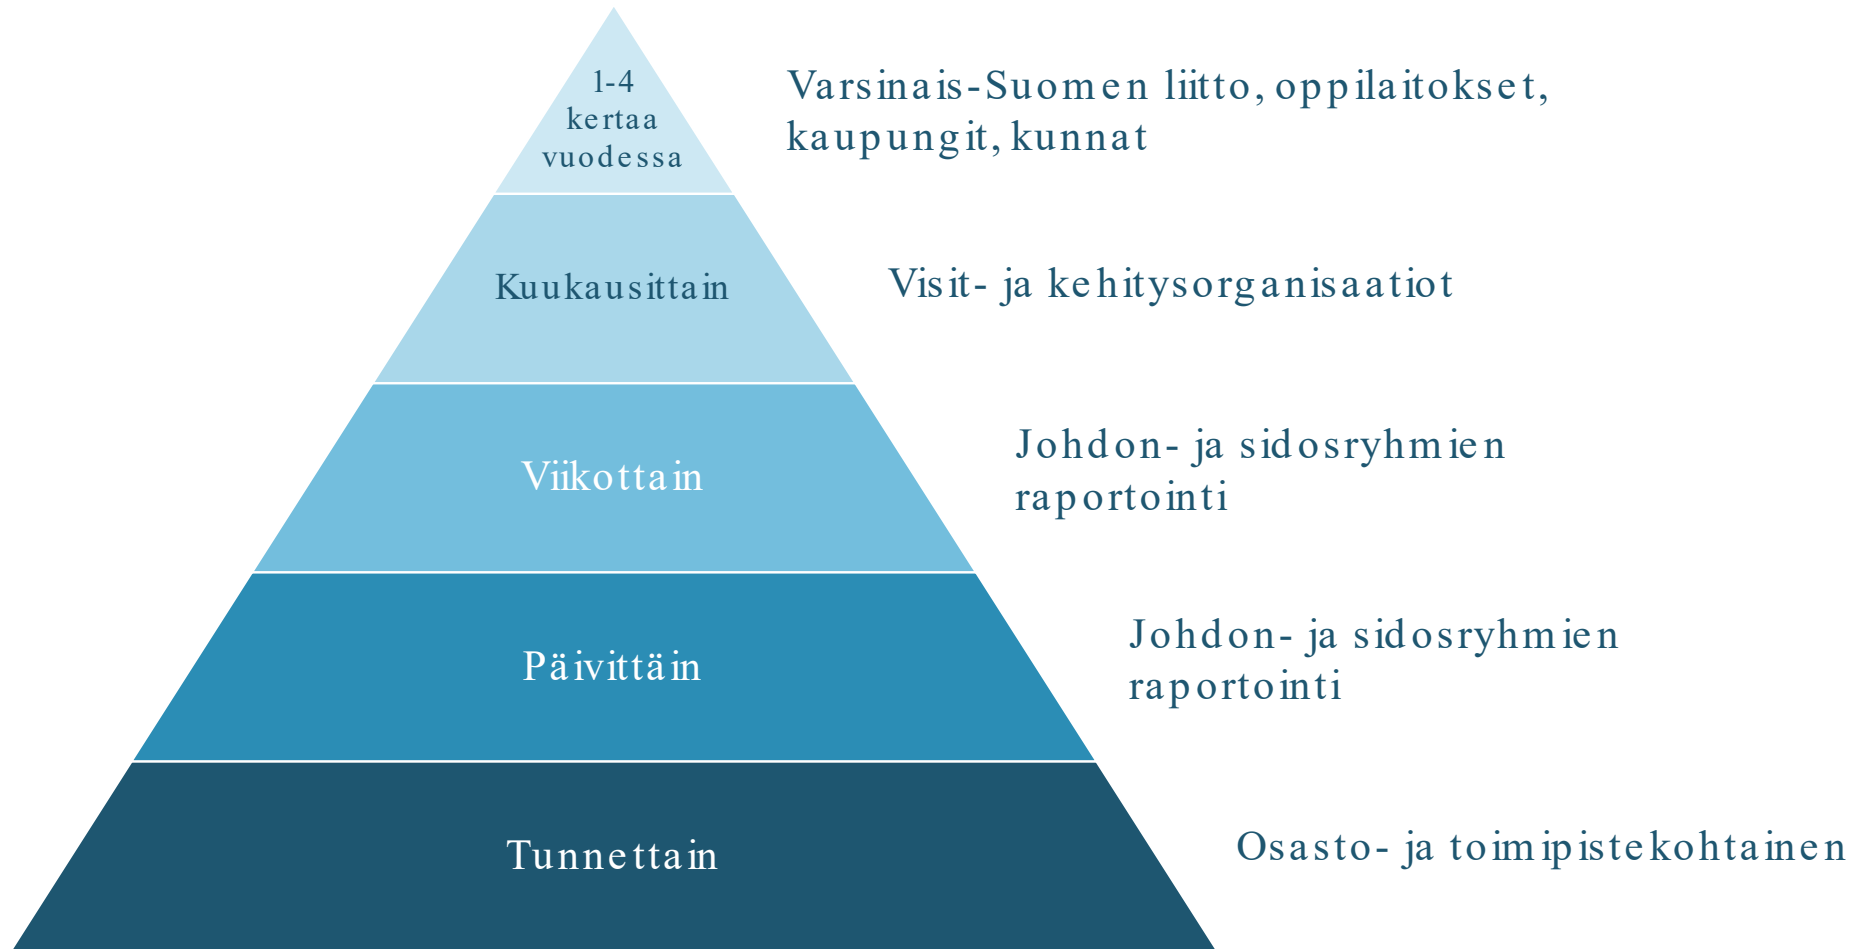 1-4
kertaa
vuodessa
Varsinais-Suomen liitto, oppilaitokset,
kaupungit, kunnat
Kuukausittain
Visit- ja kehitysorganisaatiot
Viikottain
Johdon- ja sidosryhmien
raportointi
Päivittäin
Johdon- ja sidosryhmien
raportointi
Tunnettain
Osasto- ja toimipistekohtainen